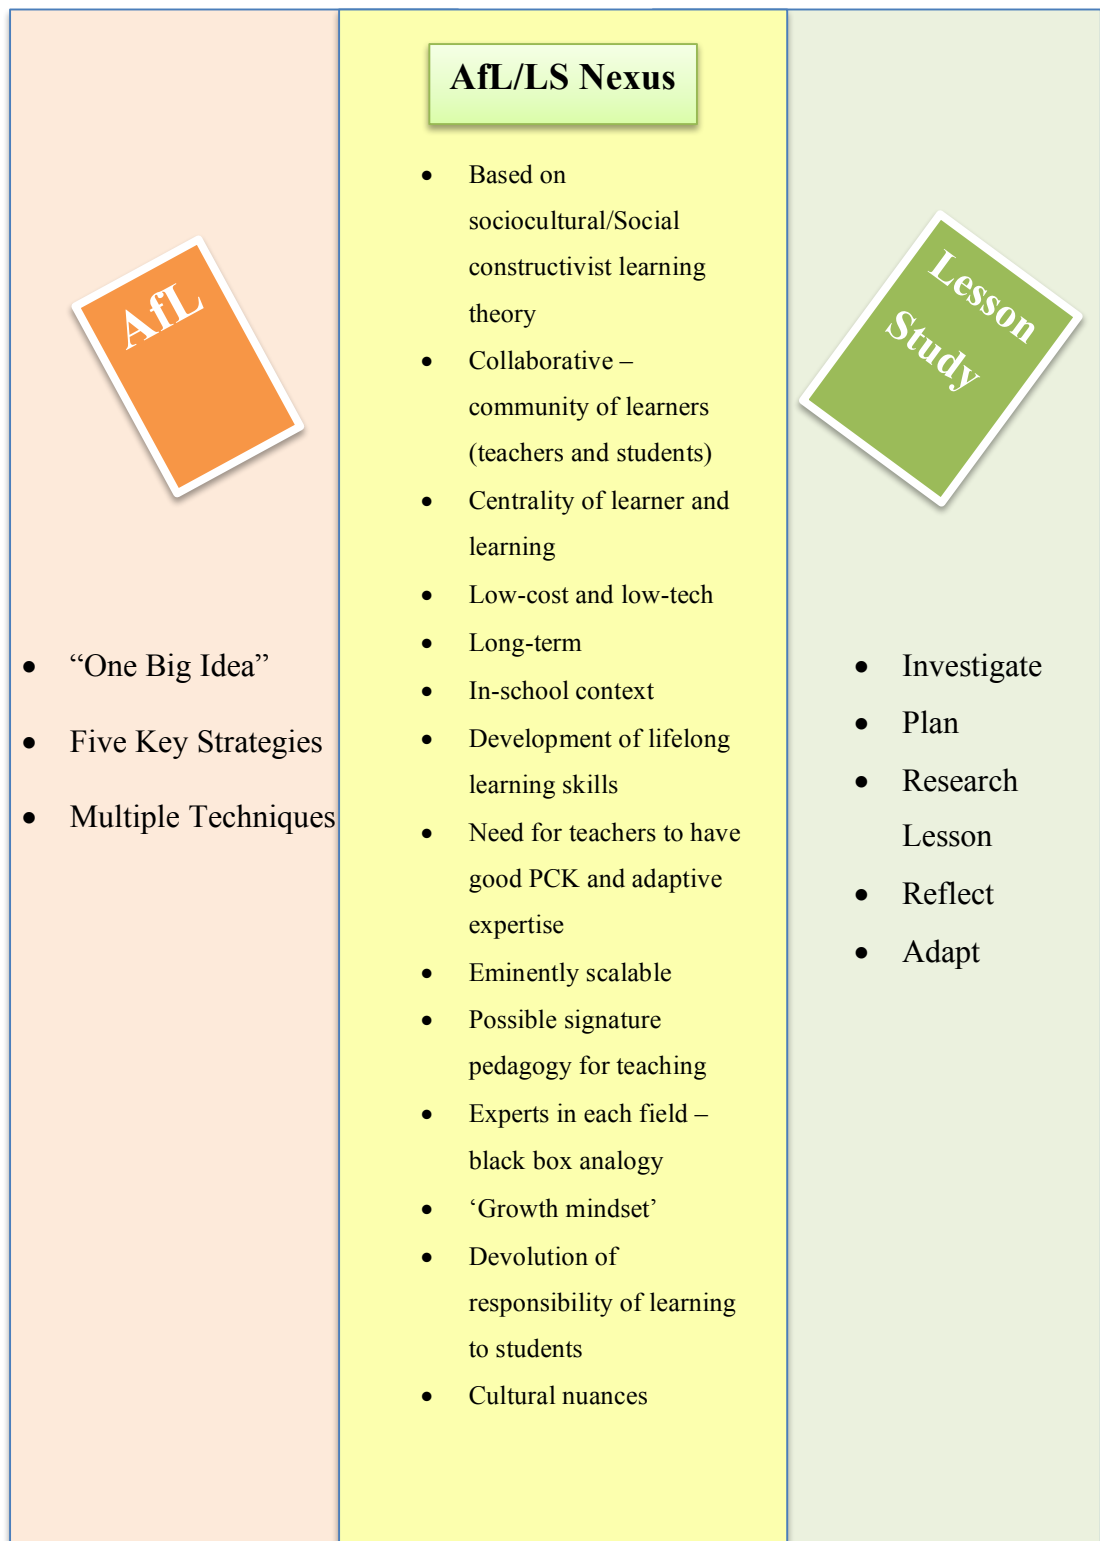 AfL
• “One Big Idea”
• Five Key Strategies
• Multiple Techniques
AfL/LS Nexus
• Based on
sociocultural/Social
constructivist learning
theory
• Collaborative –
community of learners
(teachers and students)
• Centrality of learner and
learning
• Low-cost and low-tech
• Long-term
• In-school context
• Development of lifelong
learning skills
• Need for teachers to have
good PCK and adaptive
expertise
• Eminently scalable
• Possible signature
pedagogy for teaching
• Experts in each field –
black box analogy
• ‘Growth mindset’
• Devolution of
responsibility of learning
to students
• Cultural nuances
Lesson
Study
• Investigate
• Plan
• Research
Lesson
• Reflect
• Adapt